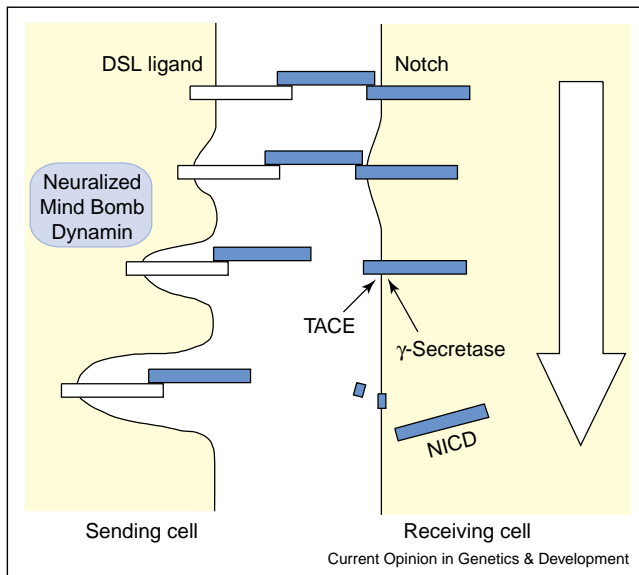 DSL ligand
Notch
Neuralized
Mind Bomb
Dynamin
TACE
γ-Secretase
NICD
Sending cell
Receiving cell
Current Opinion in Genetics & Development